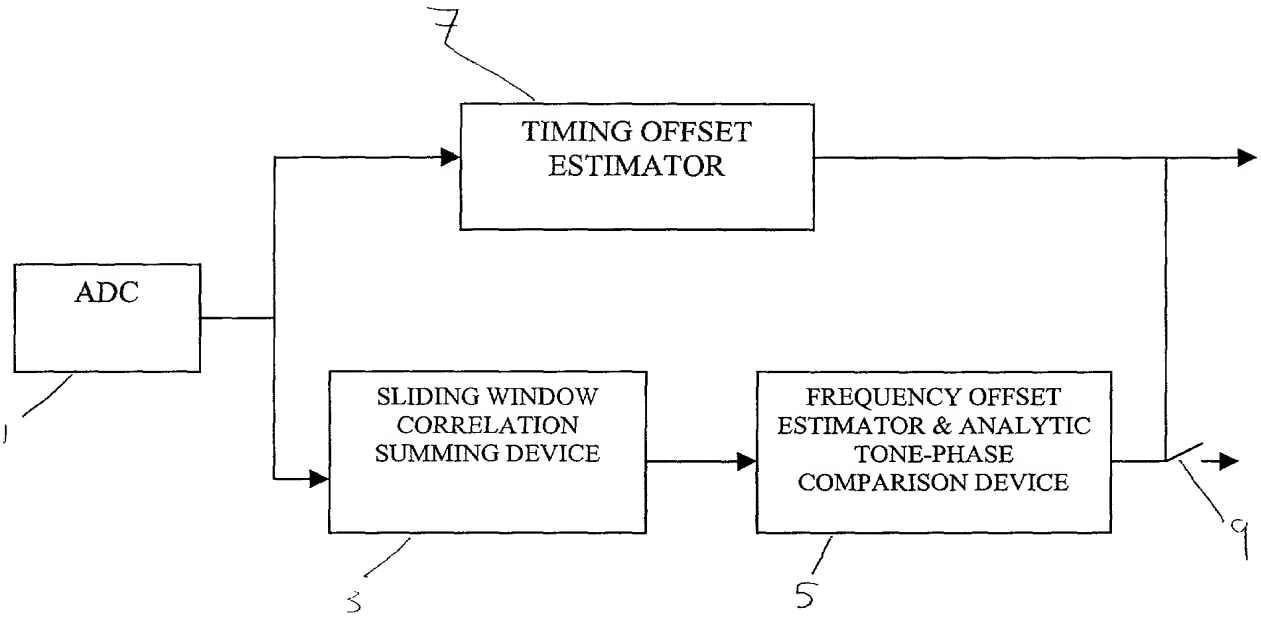 7
TIMING OFFSET
ESTIMATOR
ADC
1
SLIDING WINDOW
CORRELATION
SUMMING DEVICE
3
FREQUENCY OFFSET
ESTIMATOR & ANALYTIC
TONE-PHASE
COMPARISON DEVICE
5
9